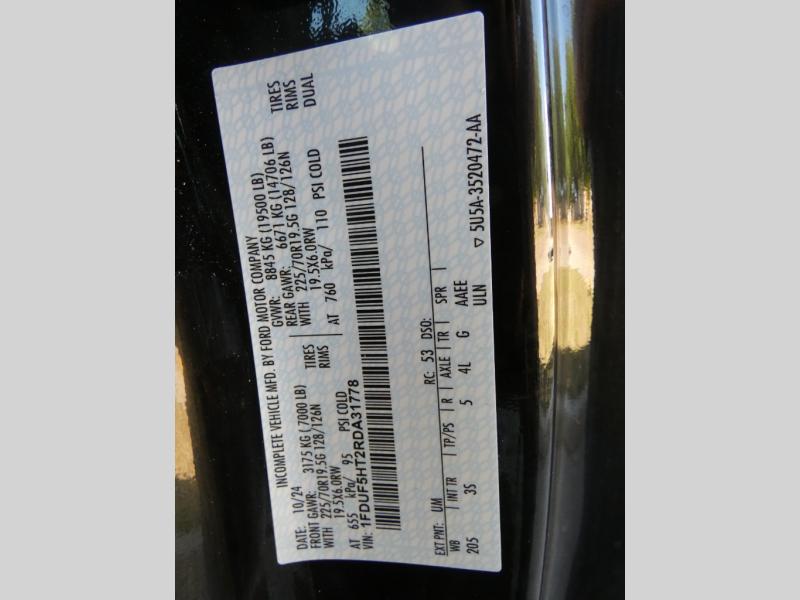 INCOMPLETE VEHICLE MFD. BY FORD MOTOR COMPANY
DATE: 10/24 GVWR: 8845 KG (19500 LB)
FRONT GAWR: 3175 KG ( 7000 LB) REAR GAWR: 6671 KG (14706 LB)
WITH 225/70R19.5G 128/126N TIRES WITH 225/70R19.5G 128/126N TIRES
19.5X6.0RW RIMS 19.5X6.0RW RIMS
AT 655 kPa/ 95 PSI COLD AT 760 kPa/ 110 PSI COLD DUAL
VIN: 1FDUF5HT2RDA31778
EXT PNT: UM RC: 53 DSO:
WB INT TR TP/PS R AXLE TR SPR
205 3S 5 4L G AAEE
ULN ▽ 5U5A-3520472-AA